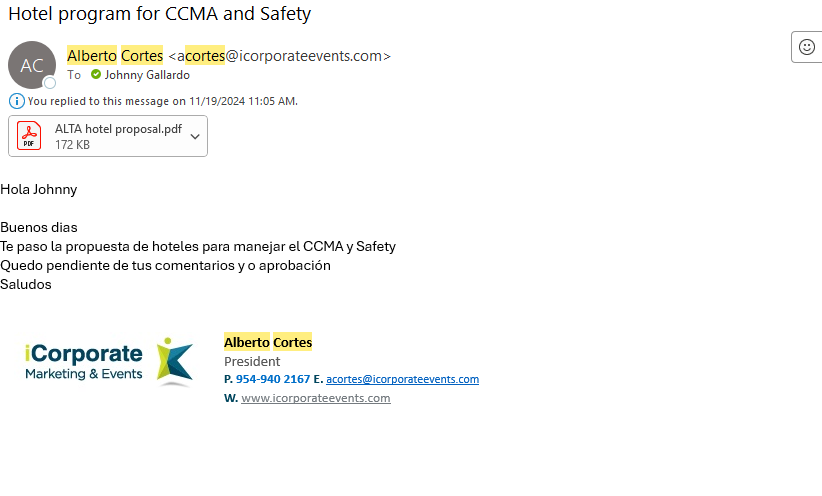 Hotel program for CCMA and Safety
AC
Alberto Cortes <acortes@icorporateevents.com>
To Johnny Gallardo
You replied to this message on 11/19/2024 11:05 AM.
PDF
ALTA hotel proposal.pdf
172 KB
Hola Johnny
Buenos dias
Te paso la propuesta de hoteles para manejar el CCMA y Safety
Quedo pendiente de tus comentarios y o aprobación
Saludos
iCorporate
Marketing & Events
Alberto Cortes
President
P. 954-940 2167 E. acortes@icorporateevents.com
W. www.icorporateevents.com